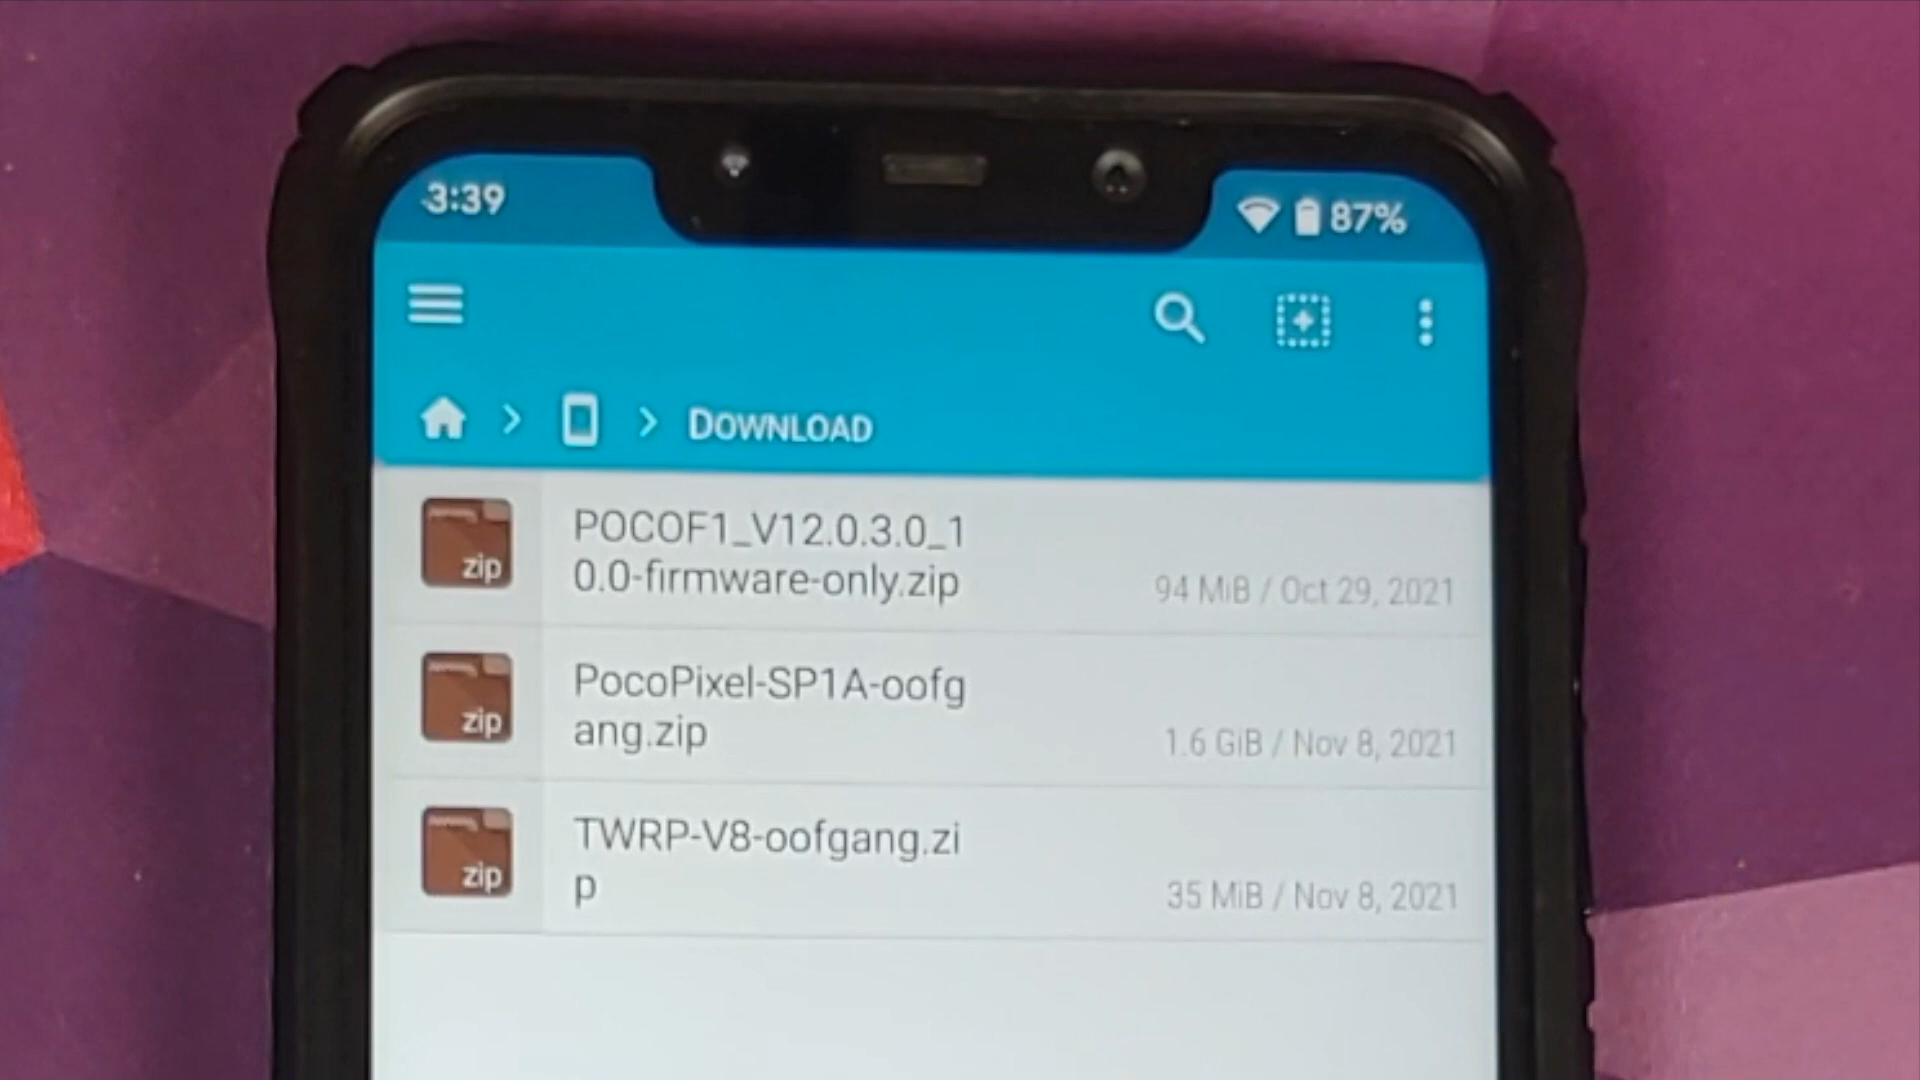 3:39
87%
DOWNLOAD
POCOF1_V12.0.3.0_1
0.0-firmware-only.zip
94 MiB / Oct 29, 2021
zip
PocoPixel-SP1A-oofg
ang.zip
1.6 GiB / Nov 8, 2021
zip
TWRP-V8-oofgang.zi
p
35 MiB / Nov 8, 2021
zip